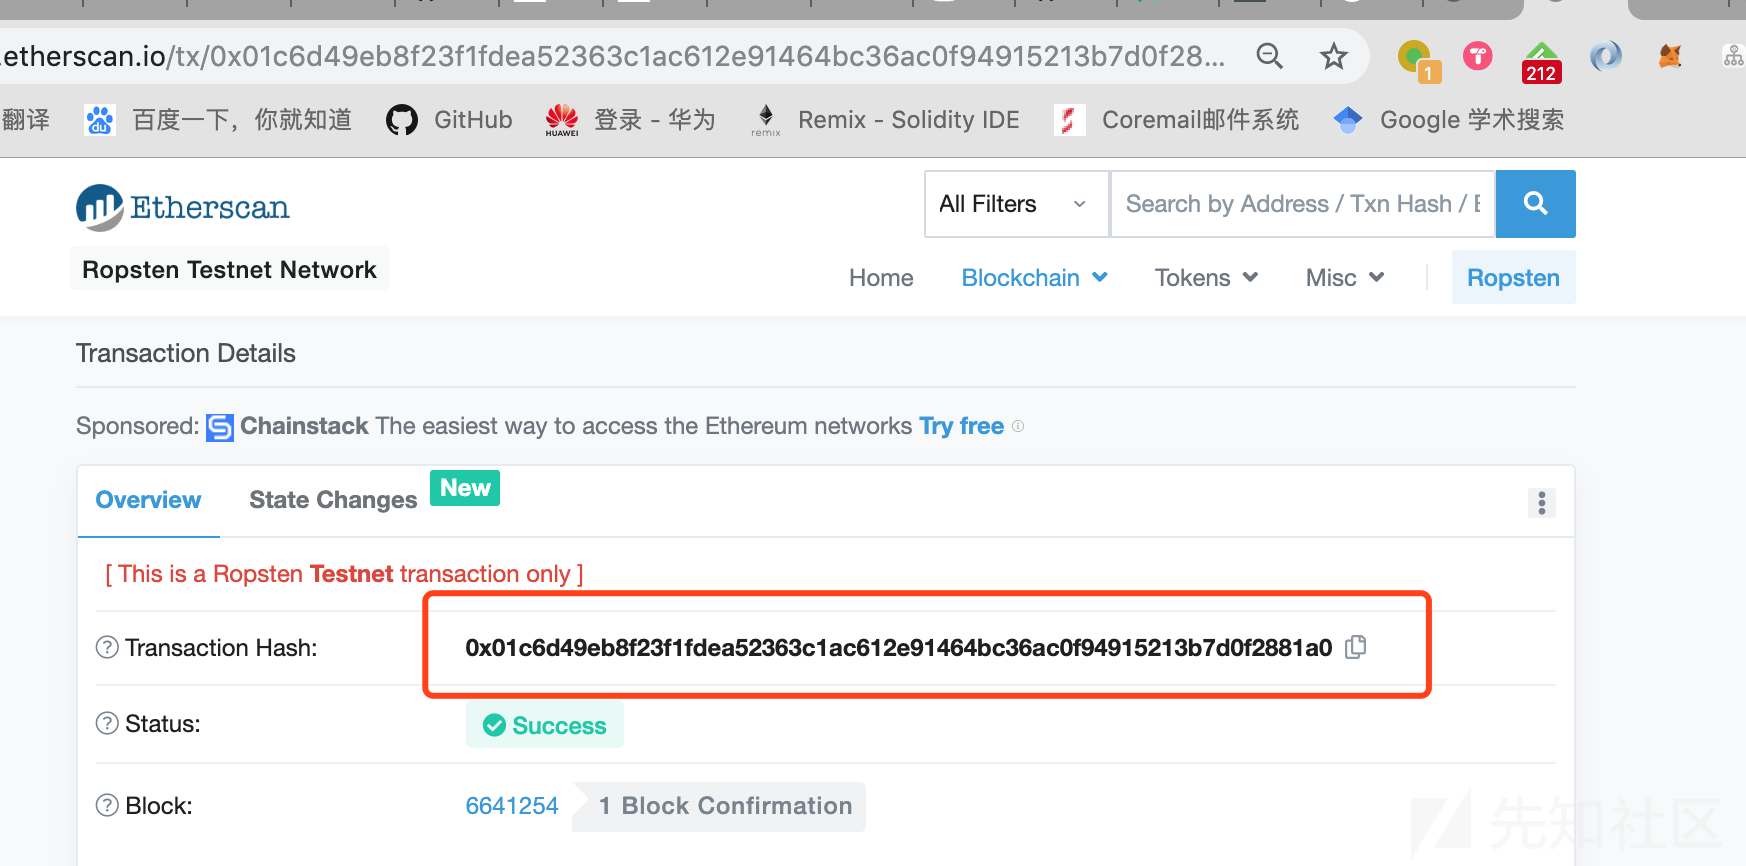 .etherscan.io/tx/0x01c6d49eb8f23f1fdea52363c1ac612e91464bc36ac0f94915213b7d0f28...
1
212
翻译
du
百度一下，你就知道
GitHub
HUAWEI
登录 - 华为
remix
Remix - Solidity IDE
Coremail邮件系统
Google 学术搜索
Etherscan
All Filters
Search by Address / Txn Hash / B
Ropsten Testnet Network
Home
Blockchain
Tokens
Misc
Ropsten
Transaction Details
Sponsored: Chainstack The easiest way to access the Ethereum networks Try free
Overview
State Changes
New
[ This is a Ropsten Testnet transaction only ]
Transaction Hash:
0x01c6d49eb8f23f1fdea52363c1ac612e91464bc36ac0f94915213b7d0f2881a0
Status:
Success
Block:
6641254
1 Block Confirmation
先知社区